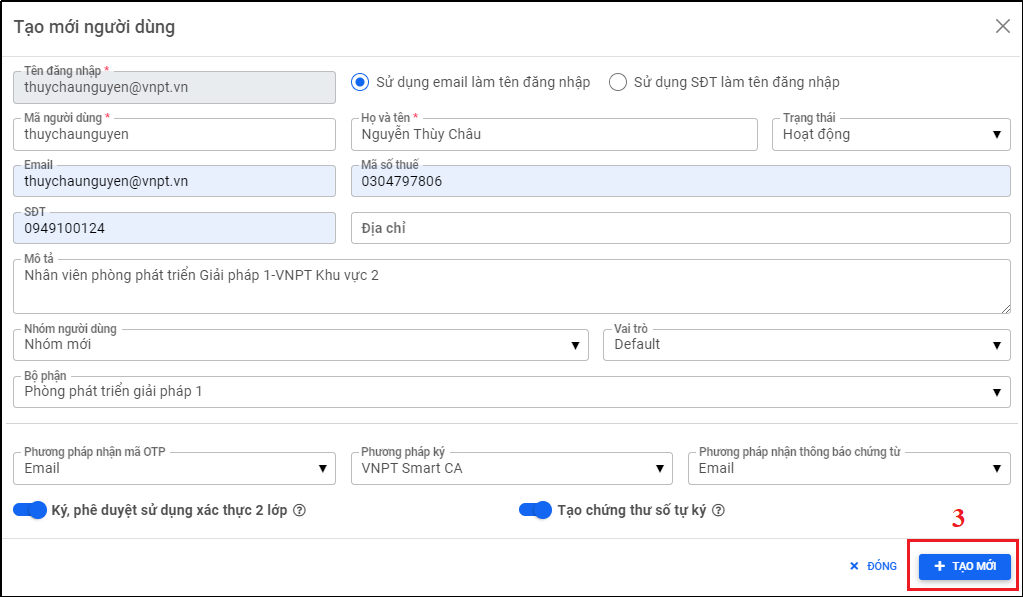 Tạo mới người dùng
Tên đăng nhập *
thuychaunguyen@vnpt.vn
Sử dụng email làm tên đăng nhập
Sử dụng SĐT làm tên đăng nhập
Mã người dùng *
thuychaunguyen
Họ và tên *
Nguyễn Thùy Châu
Trạng thái
Hoạt động
Email
thuychaunguyen@vnpt.vn
Mã số thuế
0304797806
SĐT
0949100124
Địa chỉ
Mô tả
Nhân viên phòng phát triển Giải pháp 1-VNPT Khu vực 2
Nhóm người dùng
Nhóm mới
Vai trò
Default
Bộ phận
Phòng phát triển giải pháp 1
Phương pháp nhận mã OTP
Email
Phương pháp ký
VNPT Smart CA
Phương pháp nhận thông báo chứng từ
Email
Ký, phê duyệt sử dụng xác thực 2 lớp
Tạo chứng thư số tự ký
3
ĐÓNG
TẠO MỚI